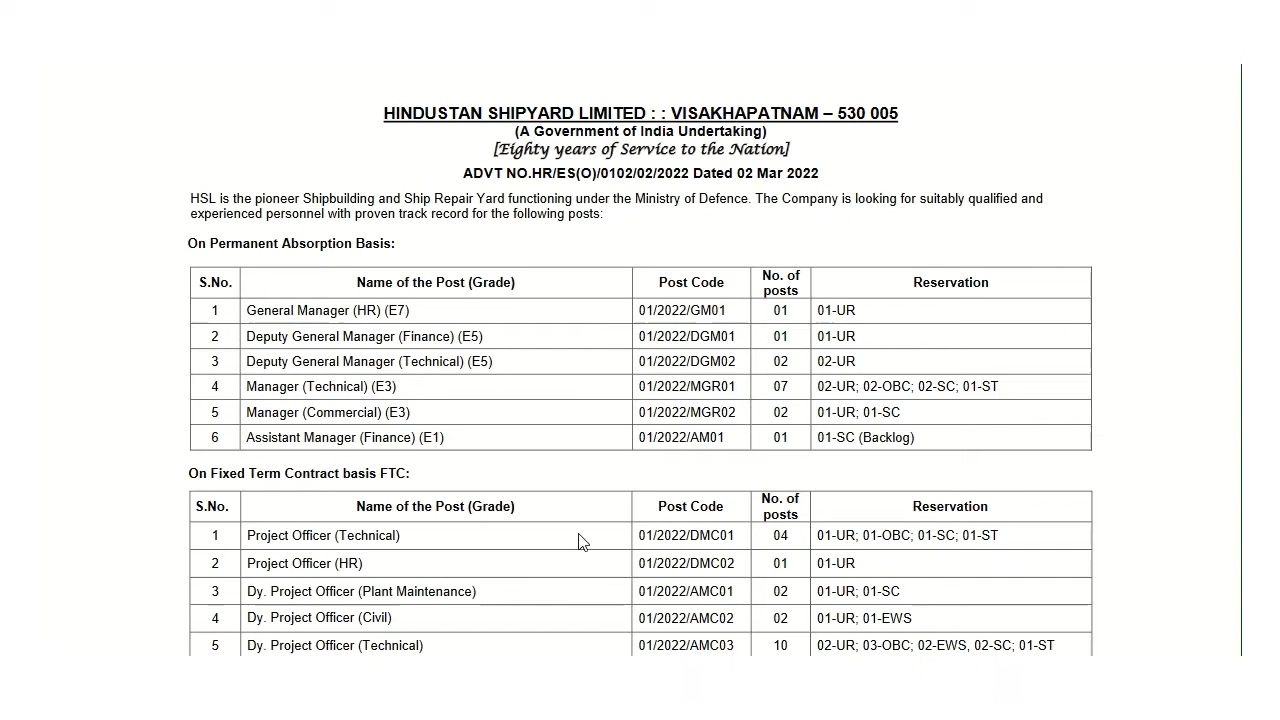 HINDUSTAN SHIPYARD LIMITED : : VISAKHAPATNAM – 530 005
(A Government of India Undertaking)
[Eighty years of Service to the Nation]
ADVT NO.HR/ES(O)/0102/02/2022 Dated 02 Mar 2022
HSL is the pioneer Shipbuilding and Ship Repair Yard functioning under the Ministry of Defence. The Company is looking for suitably qualified and
experienced personnel with proven track record for the following posts:
On Permanent Absorption Basis:
S.No. Name of the Post (Grade) Post Code No. of posts Reservation
1 General Manager (HR) (E7) 01/2022/GM01 01 01-UR
2 Deputy General Manager (Finance) (E5) 01/2022/DGM01 01 01-UR
3 Deputy General Manager (Technical) (E5) 01/2022/DGM02 02 02-UR
4 Manager (Technical) (E3) 01/2022/MGR01 07 02-UR; 02-OBC; 02-SC; 01-ST
5 Manager (Commercial) (E3) 01/2022/MGR02 02 01-UR; 01-SC
6 Assistant Manager (Finance) (E1) 01/2022/AM01 01 01-SC (Backlog)
On Fixed Term Contract basis FTC:
S.No. Name of the Post (Grade) Post Code No. of posts Reservation
1 Project Officer (Technical) 01/2022/DMC01 04 01-UR; 01-OBC; 01-SC; 01-ST
2 Project Officer (HR) 01/2022/DMC02 01 01-UR
3 Dy. Project Officer (Plant Maintenance) 01/2022/AMC01 02 01-UR; 01-SC
4 Dy. Project Officer (Civil) 01/2022/AMC02 02 01-UR; 01-EWS
5 Dy. Project Officer (Technical) 01/2022/AMC03 10 02-UR; 03-OBC; 02-EWS, 02-SC; 01-ST